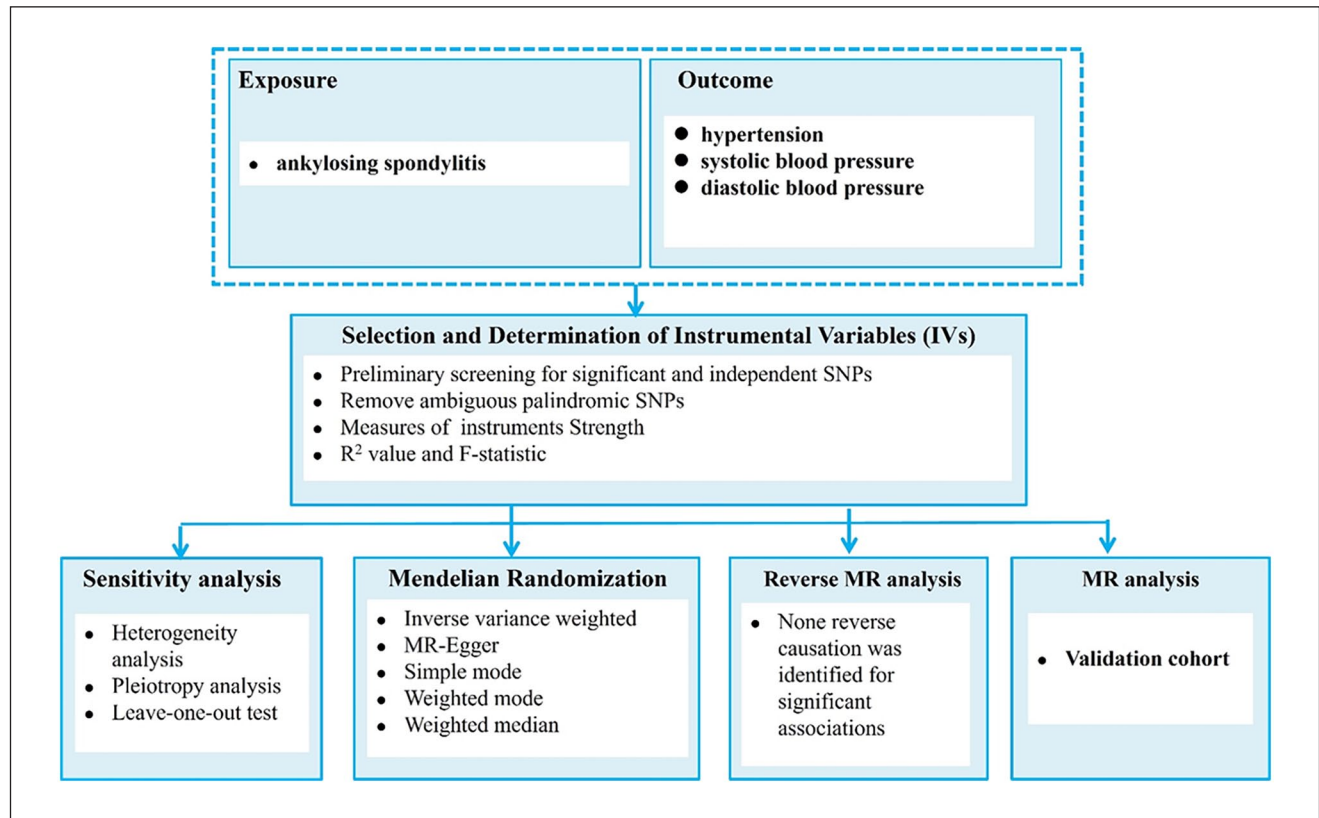 Exposure
• ankylosing spondylitis
Outcome
● hypertension
● systolic blood pressure
● diastolic blood pressure
Selection and Determination of Instrumental Variables (IVs)
• Preliminary screening for significant and independent SNPs
• Remove ambiguous palindromic SNPs
• Measures of instruments Strength
• R² value and F-statistic
Sensitivity analysis
• Heterogeneity
analysis
• Pleiotropy analysis
• Leave-one-out test
Mendelian Randomization
• Inverse variance weighted
• MR-Egger
• Simple mode
• Weighted mode
• Weighted median
Reverse MR analysis
• None reverse
causation was
identified for
significant
associations
MR analysis
• Validation cohort